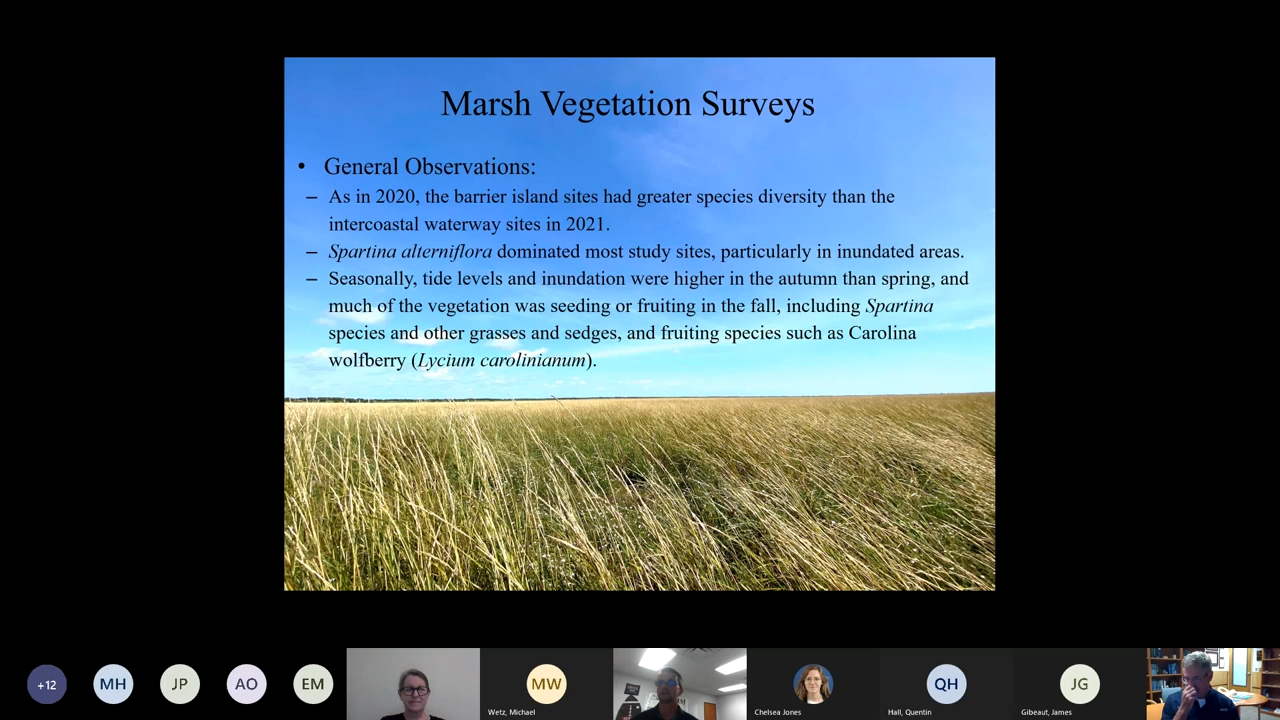 Marsh Vegetation Surveys
• General Observations:
– As in 2020, the barrier island sites had greater species diversity than the
intercoastal waterway sites in 2021.
– Spartina alterniflora dominated most study sites, particularly in inundated areas.
– Seasonally, tide levels and inundation were higher in the autumn than spring, and
much of the vegetation was seeding or fruiting in the fall, including Spartina
species and other grasses and sedges, and fruiting species such as Carolina
wolfberry (Lycium carolinianum).
+12
MH
JP
AO
EM
MW
QH
JG
Wetz, Michael
Chelsea Jones
Hall, Quentin
Gibeaut, James